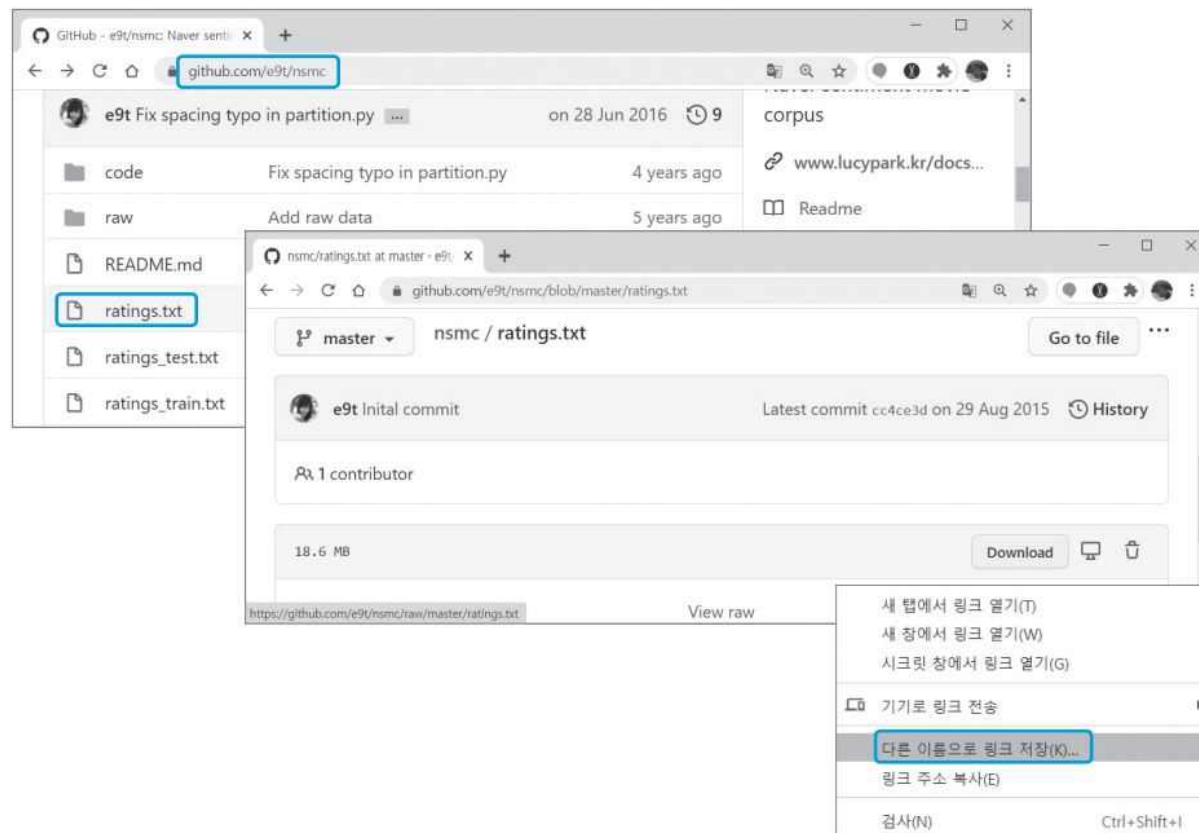 GitHub - e9t/nsmc: Naver senti
github.com/e9t/nsmc
e9t Fix spacing typo in partition.py ... on 28 Jun 2016 9
corpus
code Fix spacing typo in partition.py 4 years ago
www.lucypark.kr/docs...
raw Add raw data 5 years ago
Readme
README.md
ratings.txt
ratings_test.txt
ratings_train.txt
nsmc/ratings.txt at master · e9t/
github.com/e9t/nsmc/blob/master/ratings.txt
master nsmc / ratings.txt Go to file ...
e9t Inital commit Latest commit cc4ce3d on 29 Aug 2015 History
1 contributor
18.6 MB Download
View raw
https://github.com/e9t/nsmc/raw/master/ratings.txt
새 탭에서 링크 열기(T)
새 창에서 링크 열기(W)
시크릿 창에서 링크 열기(G)
기기로 링크 전송
다른 이름으로 링크 저장(K)...
링크 주소 복사(E)
검사(N) Ctrl+Shift+I